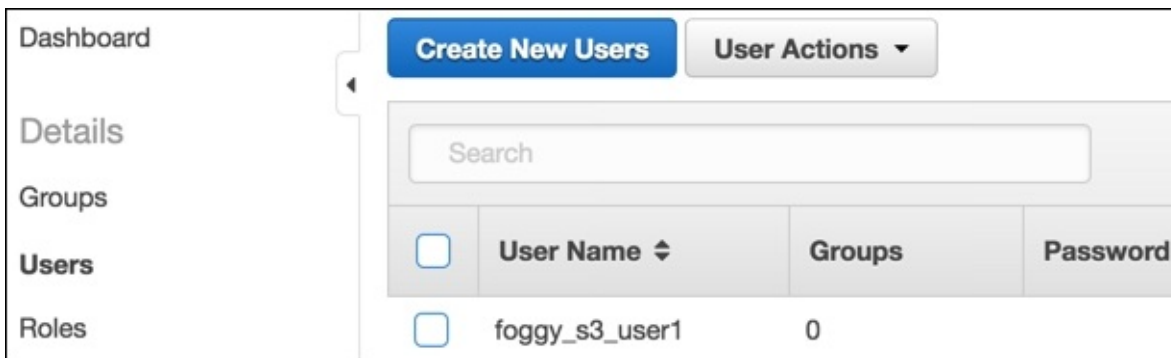 Dashboard
Details
Groups
Users
Roles
Create New Users
User Actions
Search
User Name Groups Password
foggy_s3_user1 0